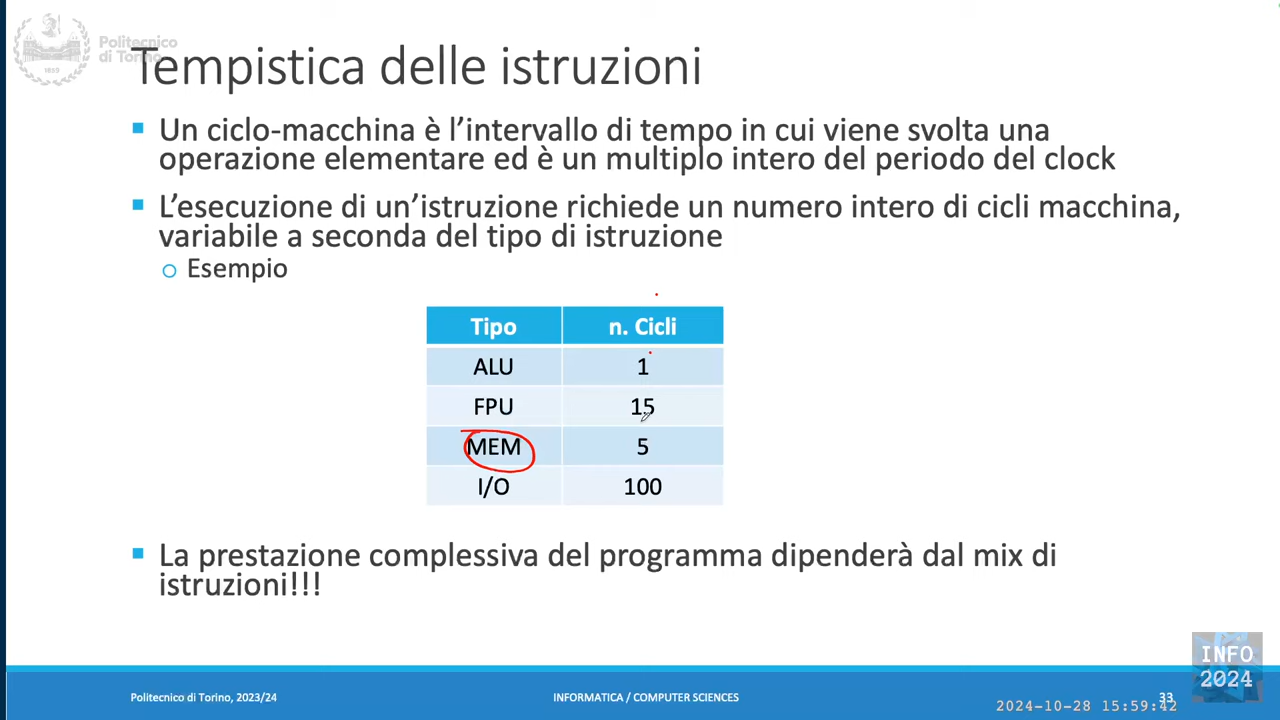 Politecnico
di Torino
Tempistica delle istruzioni
Un ciclo-macchina è l'intervallo di tempo in cui viene svolta una
operazione elementare ed è un multiplo intero del periodo del clock
L'esecuzione di un'istruzione richiede un numero intero di cicli macchina,
variabile a seconda del tipo di istruzione
Esempio
Tipo n. Cicli
ALU 1
FPU 15
MEM 5
I/O 100
La prestazione complessiva del programma dipenderà dal mix di
istruzioni!!!
INFO
2024
Politecnico di Torino, 2023/24 INFORMATICA / COMPUTER SCIENCES 33
2024-10-28 15:59:42